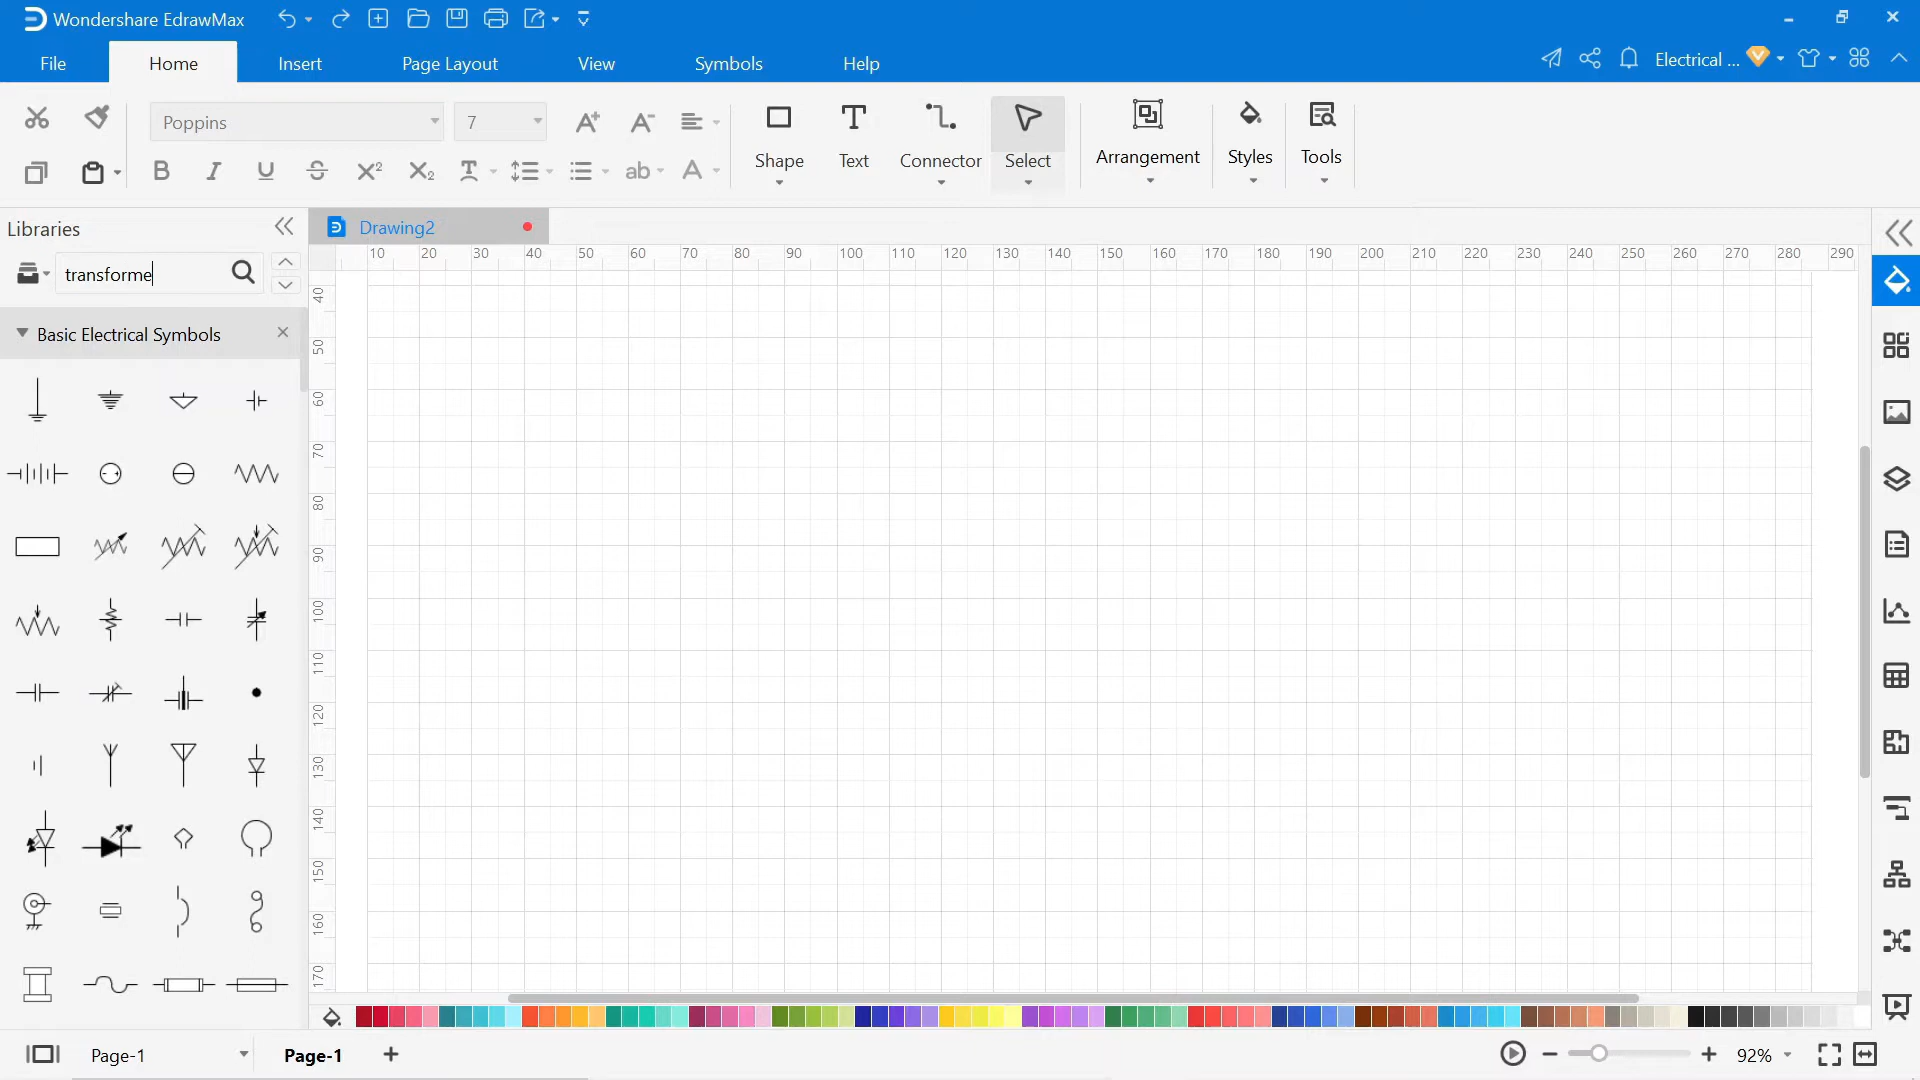 Wondershare EdrawMax
File
Home
Insert
Page Layout
View
Symbols
Help
Electrical ...
Poppins
7
Shape
Text
Connector
Select
Arrangement
Styles
Tools
Libraries
transforme
Basic Electrical Symbols
Drawing2
10 20 30 40 50 60 70 80 90 100 110 120 130 140 150 160 170 180 190 200 210 220 230 240 250 260 270 280 290
40
50
60
70
80
90
100
110
120
130
140
150
160
170
Page-1
Page-1
92%